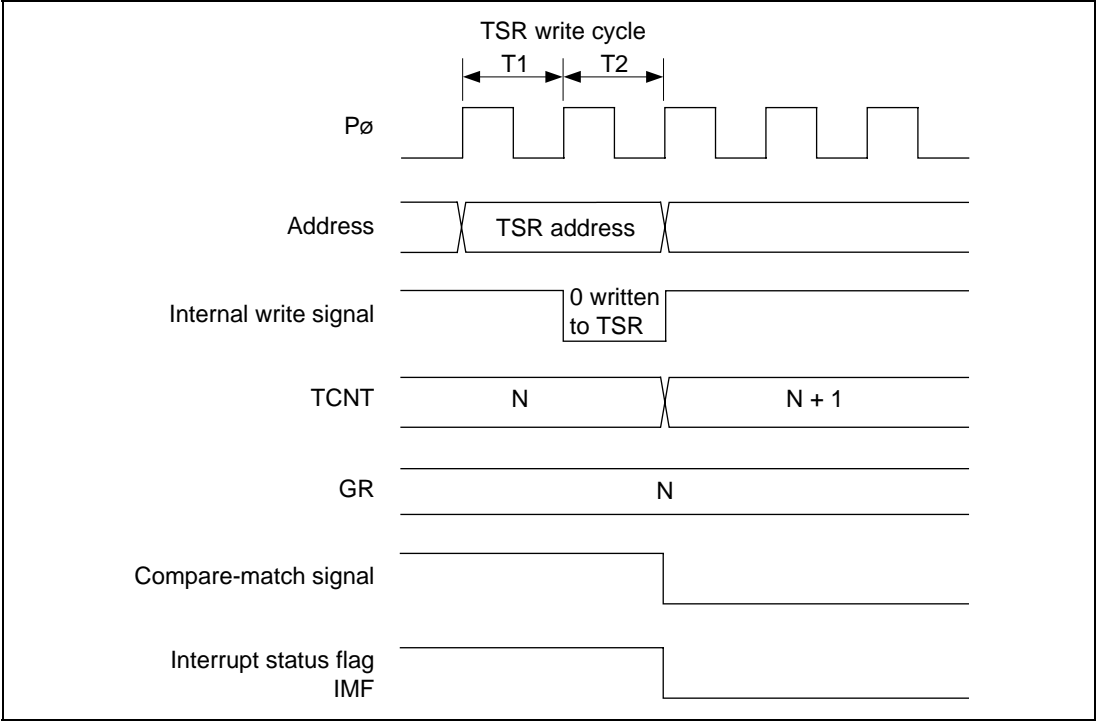 TSR write cycle
T1 T2
Pø
Address
TSR address
Internal write signal
0 written
to TSR
TCNT
N
N + 1
GR
N
Compare-match signal
Interrupt status flag
IMF